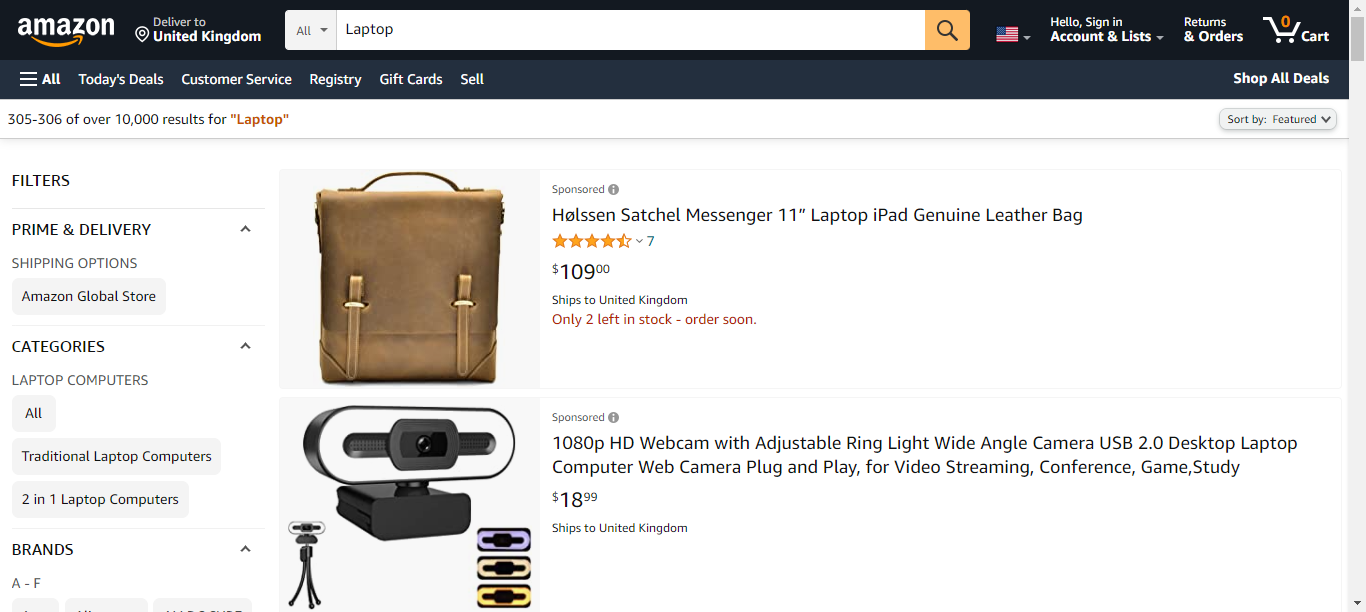 amazon
Deliver to
United Kingdom
All
Laptop
Hello, Sign in
Account & Lists
Returns
& Orders
0
Cart
All
Today's Deals
Customer Service
Registry
Gift Cards
Sell
Shop All Deals
305-306 of over 10,000 results for "Laptop"
Sort by: Featured
FILTERS
PRIME & DELIVERY
SHIPPING OPTIONS
Amazon Global Store
CATEGORIES
LAPTOP COMPUTERS
All
Traditional Laptop Computers
2 in 1 Laptop Computers
BRANDS
A - F
Sponsored
Hølssen Satchel Messenger 11″ Laptop iPad Genuine Leather Bag
7
$10900
Ships to United Kingdom
Only 2 left in stock - order soon.
Sponsored
1080p HD Webcam with Adjustable Ring Light Wide Angle Camera USB 2.0 Desktop Laptop
Computer Web Camera Plug and Play, for Video Streaming, Conference, Game,Study
$1899
Ships to United Kingdom